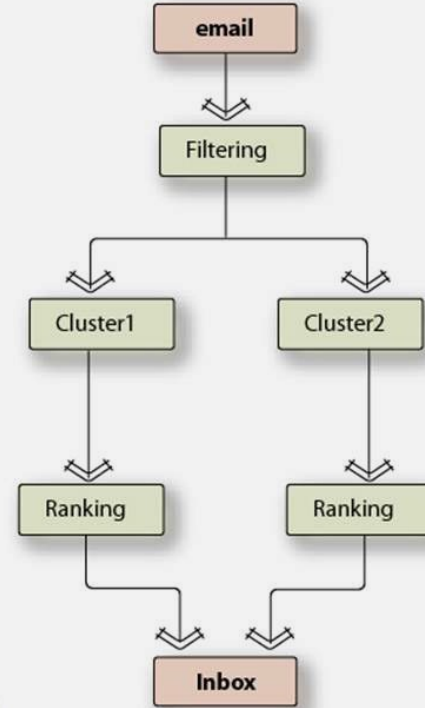 email
Filtering
Cluster1
Cluster2
Ranking
Ranking
Inbox